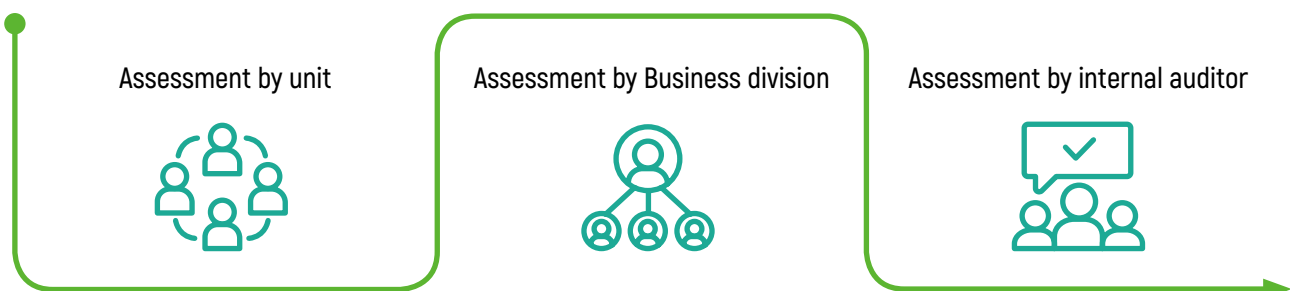 Assessment by unit
Assessment by Business division
Assessment by internal auditor